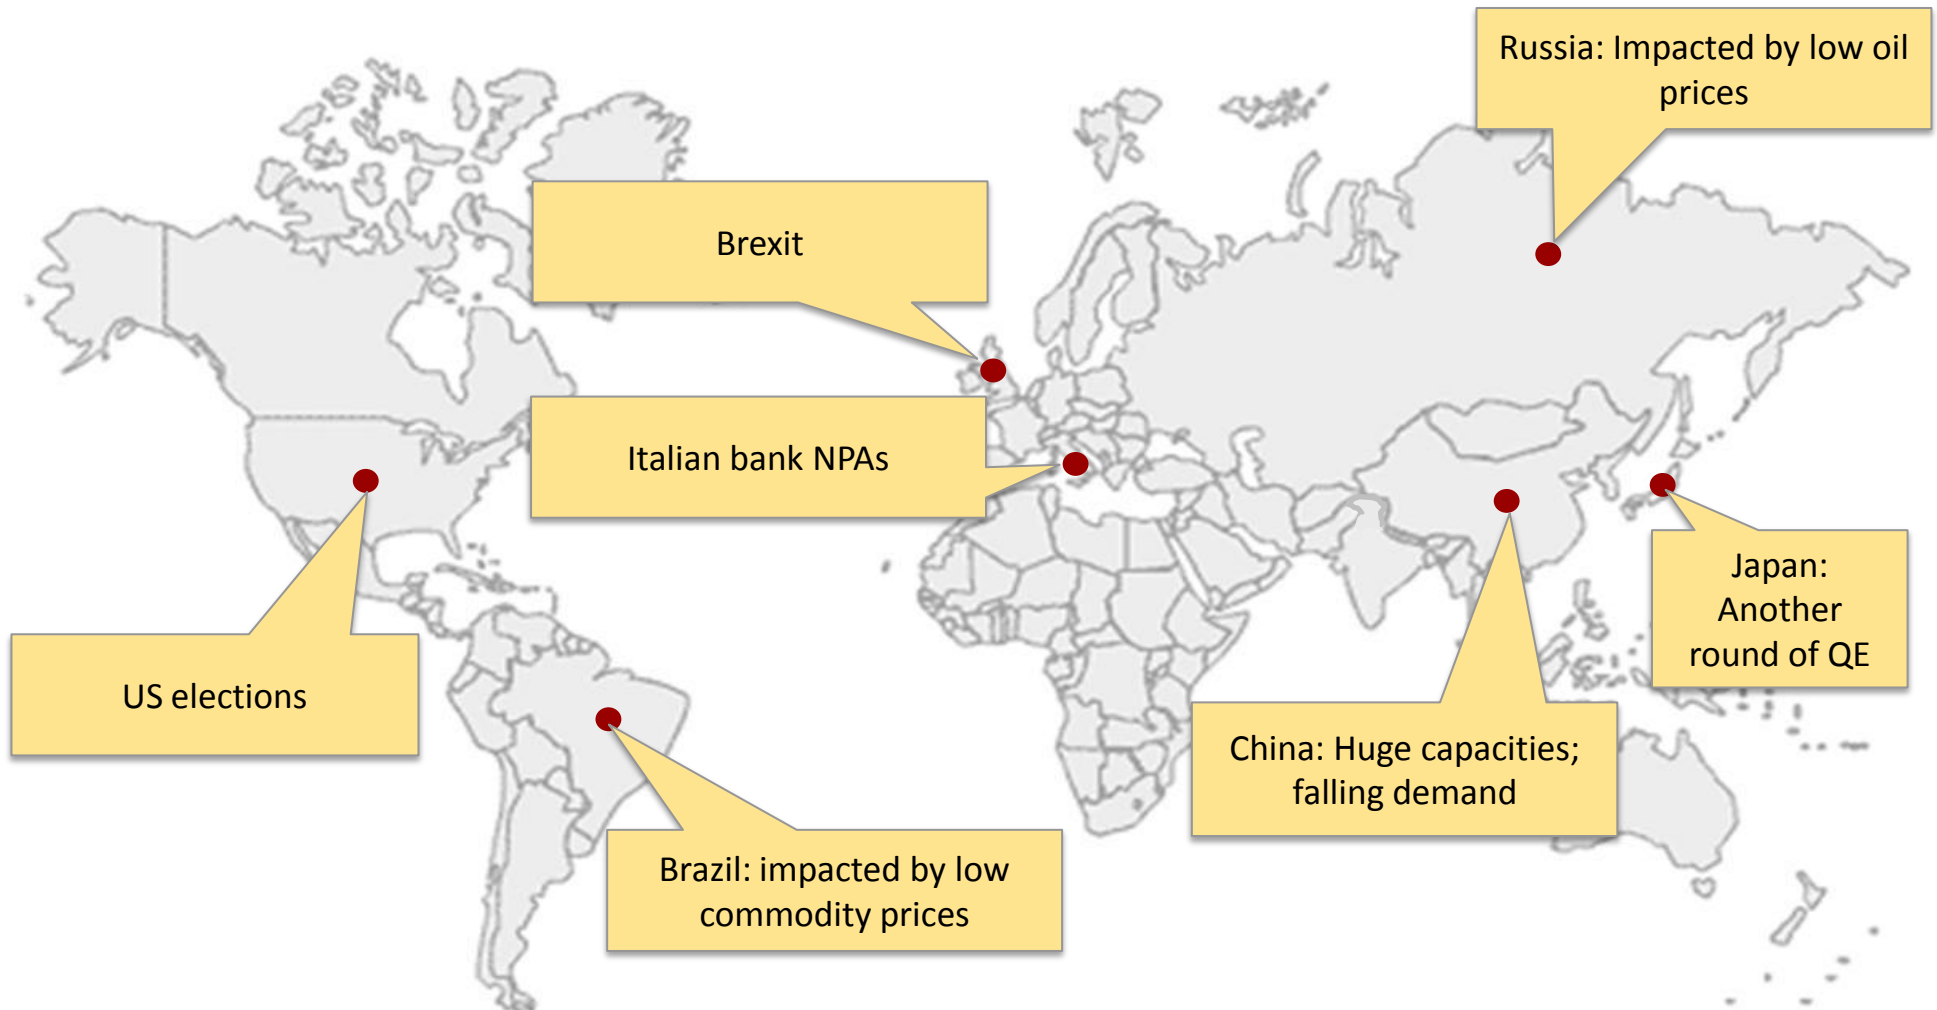 Russia: Impacted by low oil
prices
Brexit
Italian bank NPAs
Japan:
Another
round of QE
US elections
China: Huge capacities;
falling demand
Brazil: impacted by low
commodity prices